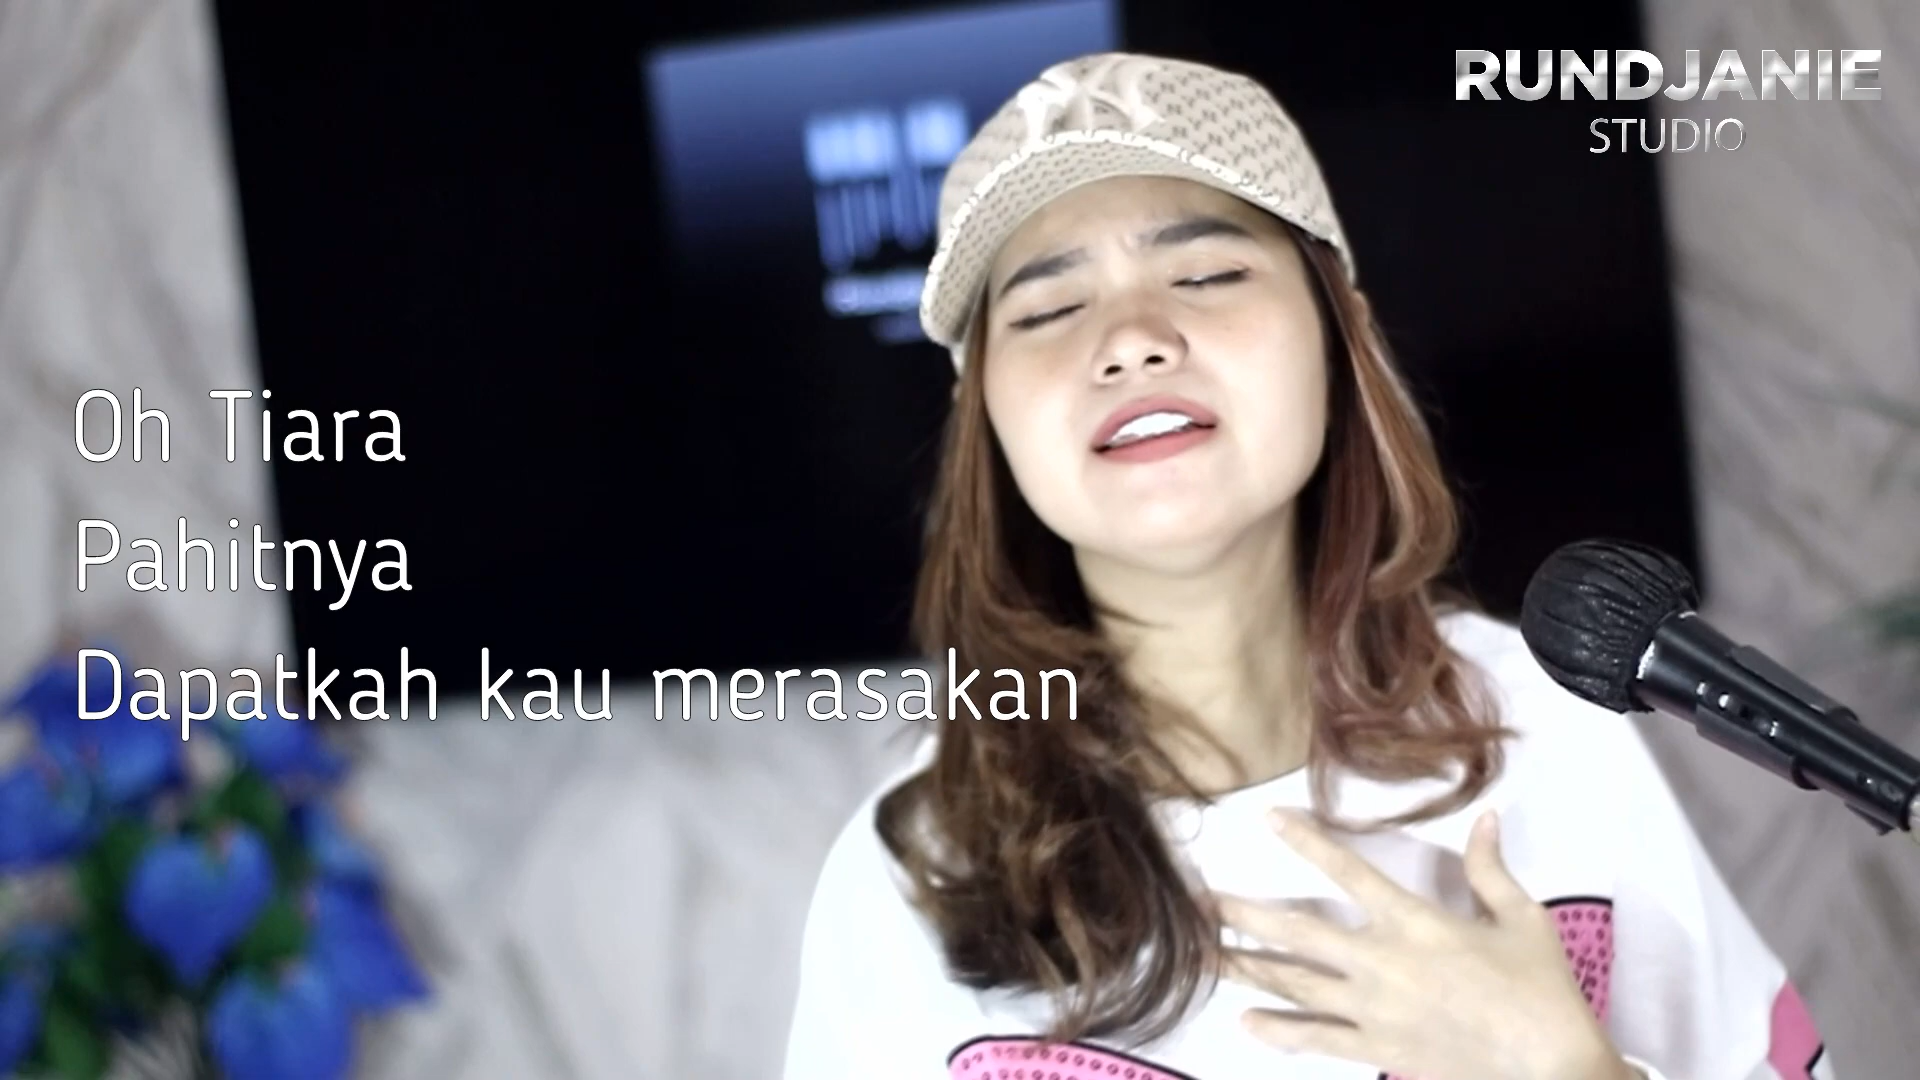 RUNDJANIE
STUDIO
Oh Tiara
Pahitnya
Dapatkah kau merasakan